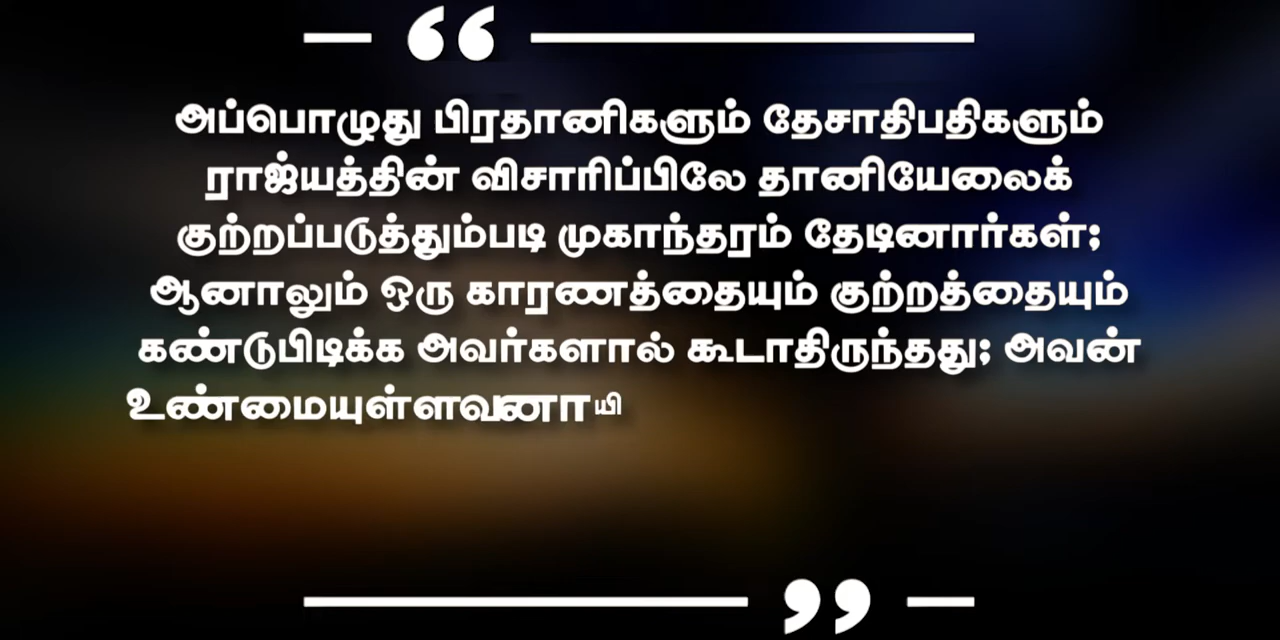 “
அப்பொழுது பிரதானிகளும் தேசாதிபதிகளும்
ராஜ்யத்தின் விசாரிப்பிலே தானியேலைக்
குற்றப்படுத்தும்படி முகாந்தரம் தேடினார்கள்;
ஆனாலும் ஒரு காரணத்தையும் குற்றத்தையும்
கண்டுபிடிக்க அவர்களால் கூடாதிருந்தது; அவன்
உண்மையுள்ளவனாயி
”